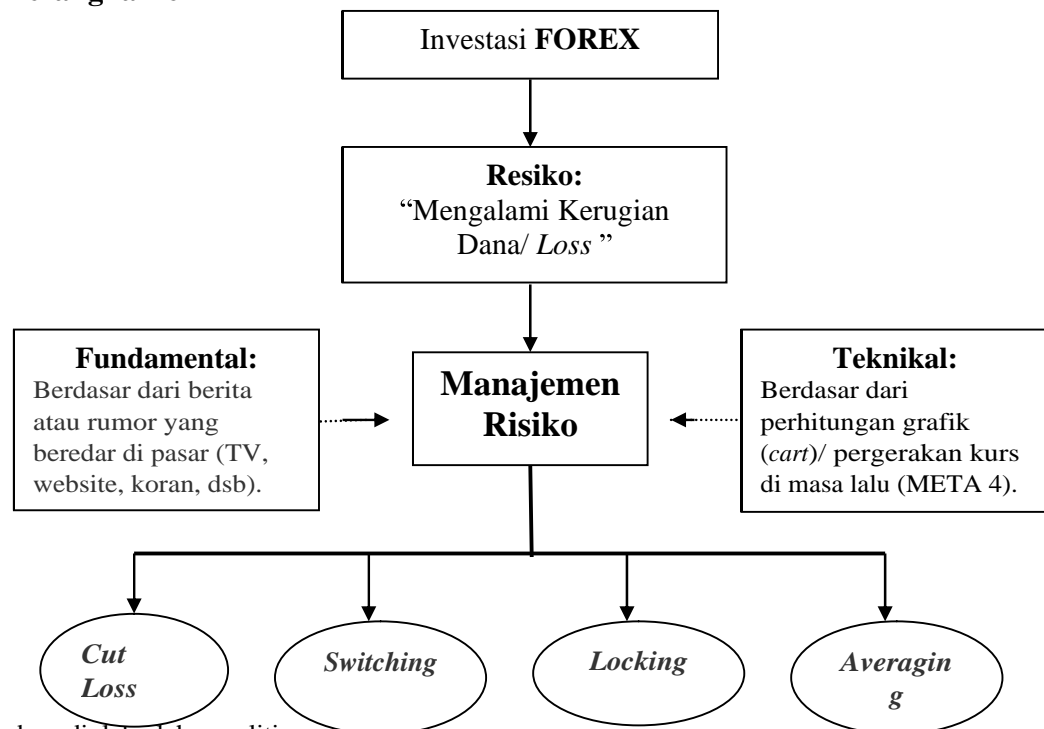 Investasi FOREX
Resiko:
“Mengalami Kerugian
Dana/ Loss ”
Fundamental:
Berdasar dari berita
atau rumor yang
beredar di pasar (TV,
website, koran, dsb).
Manajemen
Risiko
Teknikal:
Berdasar dari
perhitungan grafik
(cart)/ pergerakan kurs
di masa lalu (META 4).
Cut
Loss
Switching
Locking
Averagin
g